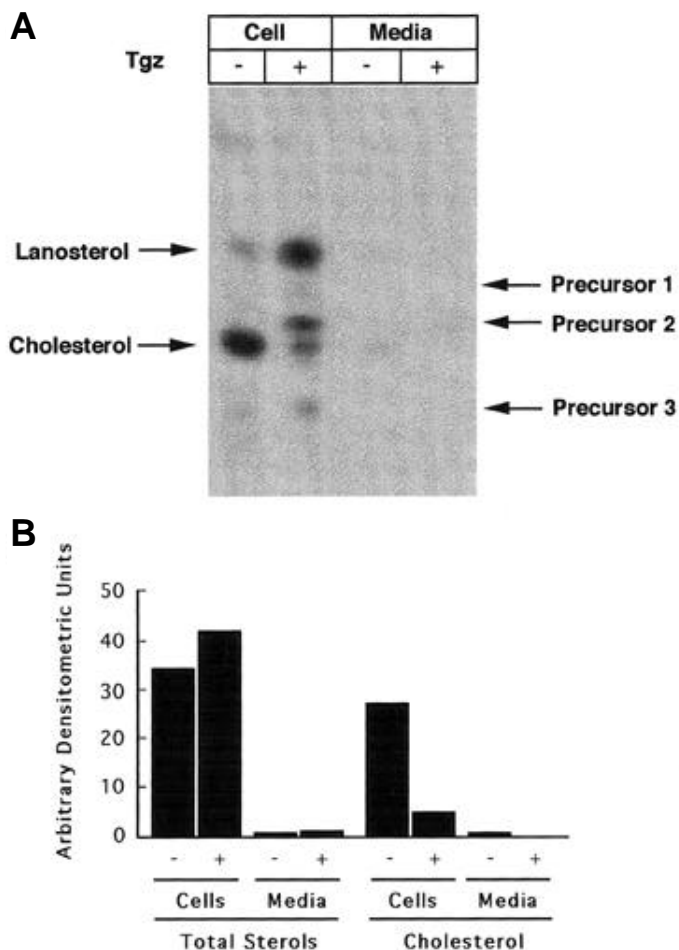 A
Cell Media
Tgz - + - +
Lanosterol
Precursor 1
Precursor 2
Cholesterol
Precursor 3
B
Arbitrary Densitometric Units
50
40
30
20
10
0
- + - + - + - +
Cells Media Cells Media
Total Sterols Cholesterol